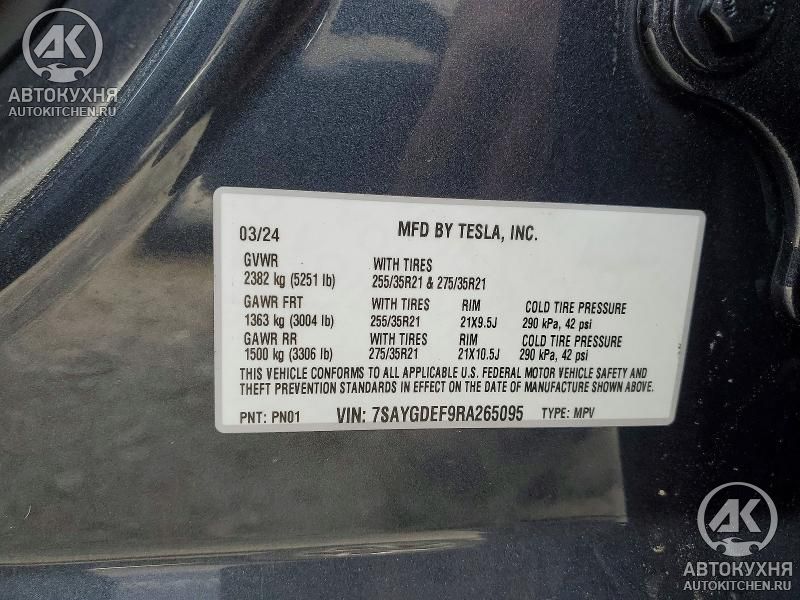 AK
АВТОКУХНЯ
AUTOKITCHEN.RU
03/24 MFD BY TESLA, INC.
GVWR WITH TIRES
2382 kg (5251 lb) 255/35R21 & 275/35R21
GAWR FRT WITH TIRES RIM COLD TIRE PRESSURE
1363 kg (3004 lb) 255/35R21 21X9.5J 290 kPa, 42 psi
GAWR RR WITH TIRES RIM COLD TIRE PRESSURE
1500 kg (3306 lb) 275/35R21 21X10.5J 290 kPa, 42 psi
THIS VEHICLE CONFORMS TO ALL APPLICABLE U.S. FEDERAL MOTOR VEHICLE SAFETY AND
THEFT PREVENTION STANDARDS IN EFFECT ON THE DATE OF MANUFACTURE SHOWN ABOVE.
PNT: PN01 VIN: 7SAYGDEF9RA265095 TYPE: MPV
AK
АВТОКУХНЯ
AUTOKITCHEN.RU